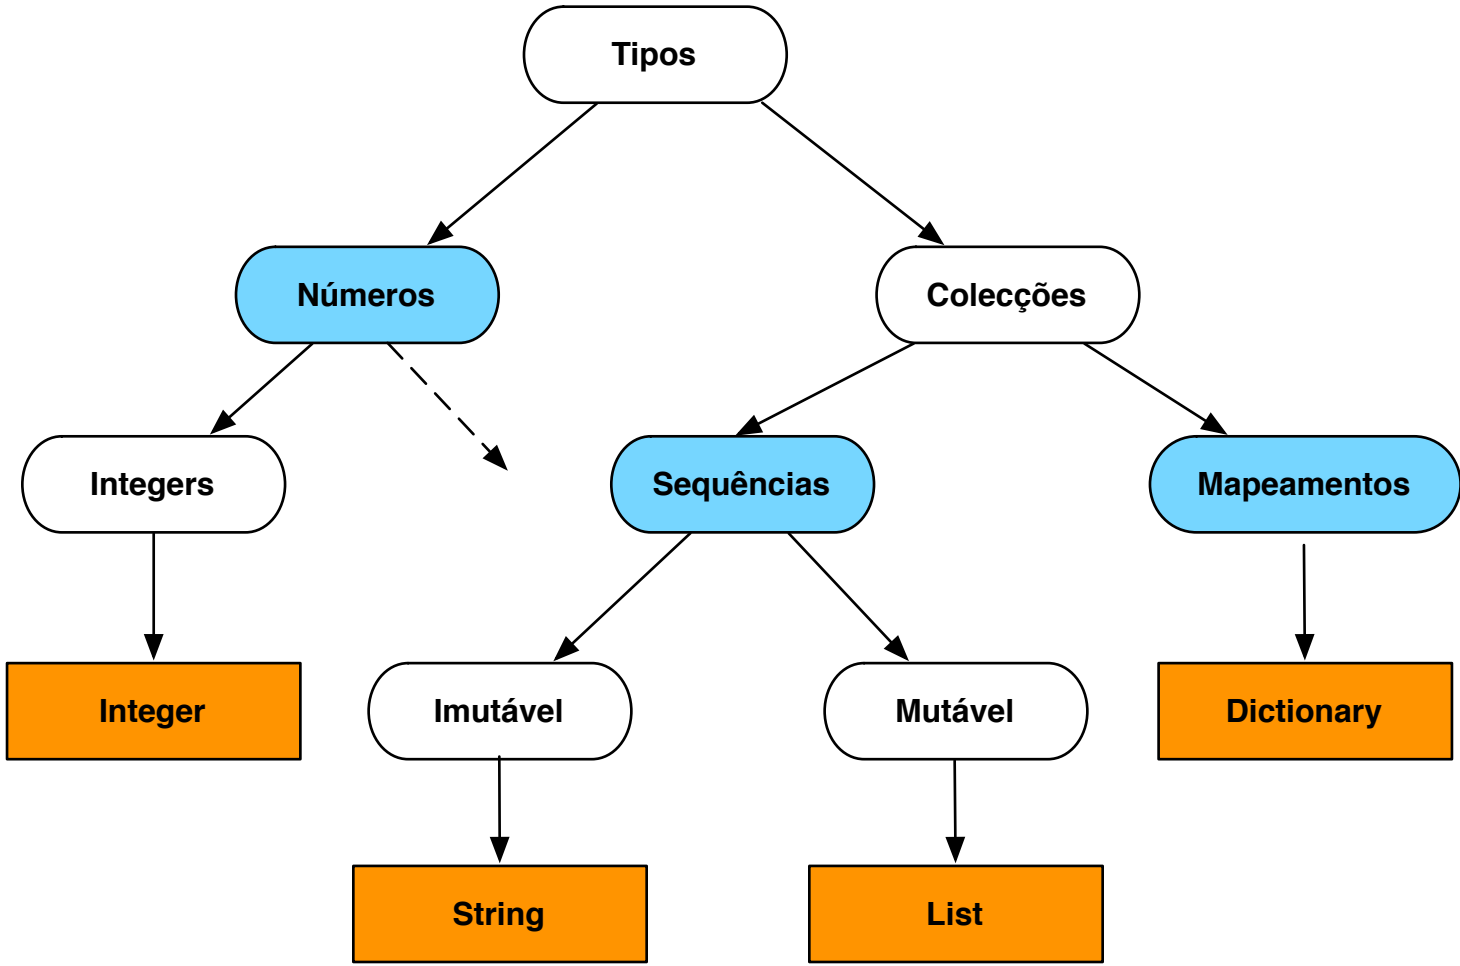 Tipos
Números
Colecções
Integers
Sequências
Mapeamentos
Integer
Imutável
Mutável
Dictionary
String
List